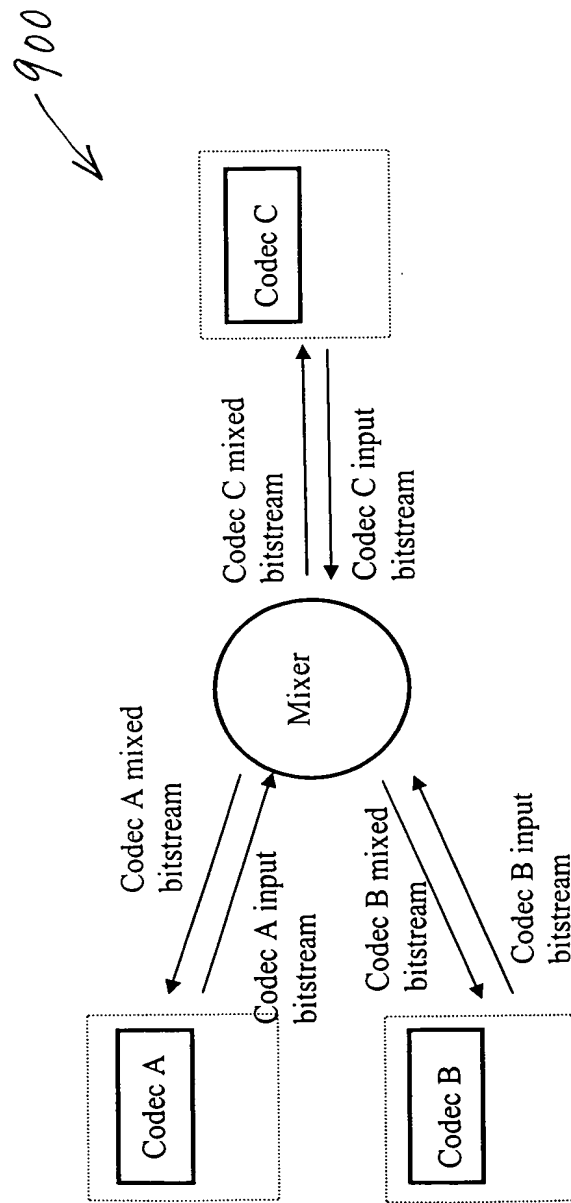 900
Codec A
Codec A mixed
bitstream
Codec A input
bitstream
Codec B
Codec B mixed
bitstream
Codec B input
bitstream
Mixer
Codec C mixed
bitstream
Codec C input
bitstream
Codec C